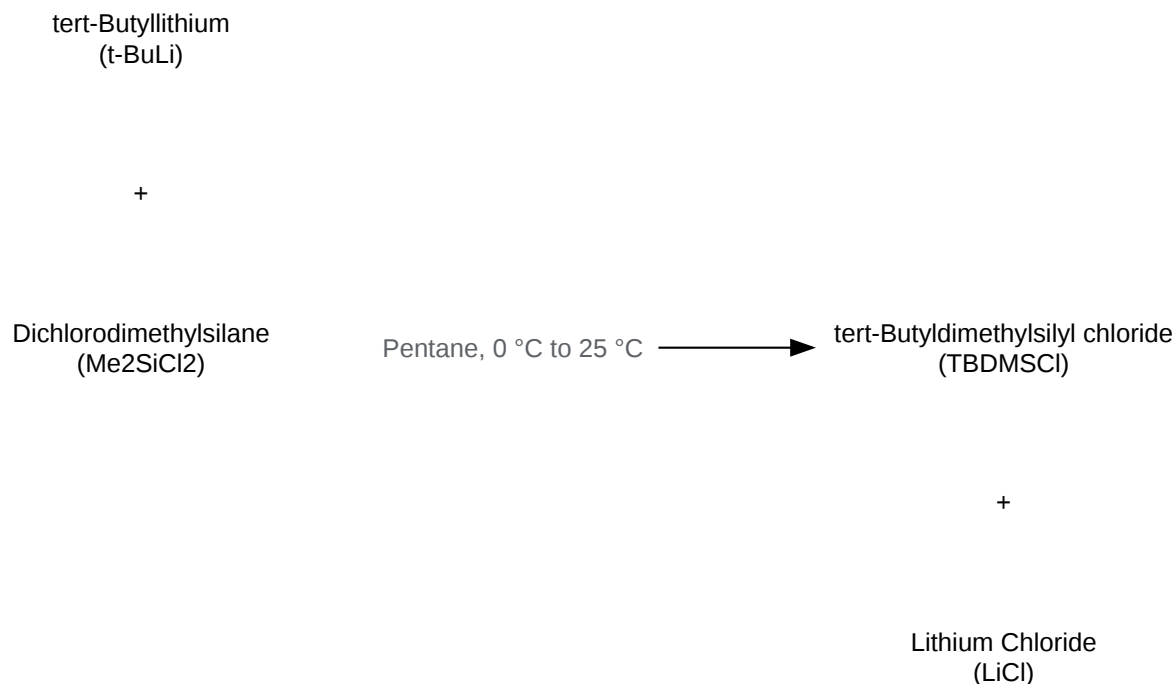 tert-Butyllithium
(t-BuLi)
+
Dichlorodimethylsilane
(Me2SiCl2)
Pentane, 0 °C to 25 °C
tert-Butyldimethylsilyl chloride
(TBDMSCl)
+
Lithium Chloride
(LiCl)